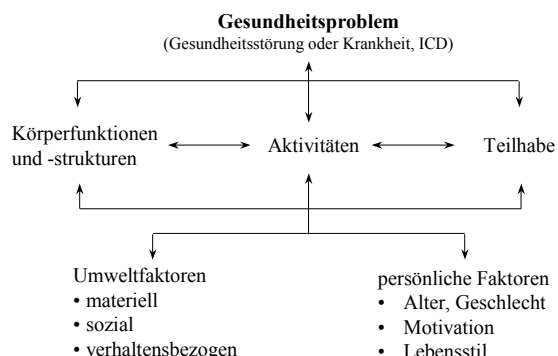 Gesundheitsproblem
(Gesundheitsstörung oder Krankheit, ICD)
Körperfunktionen
und -strukturen
Aktivitäten
Teilhabe
Umweltfaktoren
• materiell
• sozial
• verhaltensbezogen
persönliche Faktoren
• Alter, Geschlecht
• Motivation
• Lebensstil